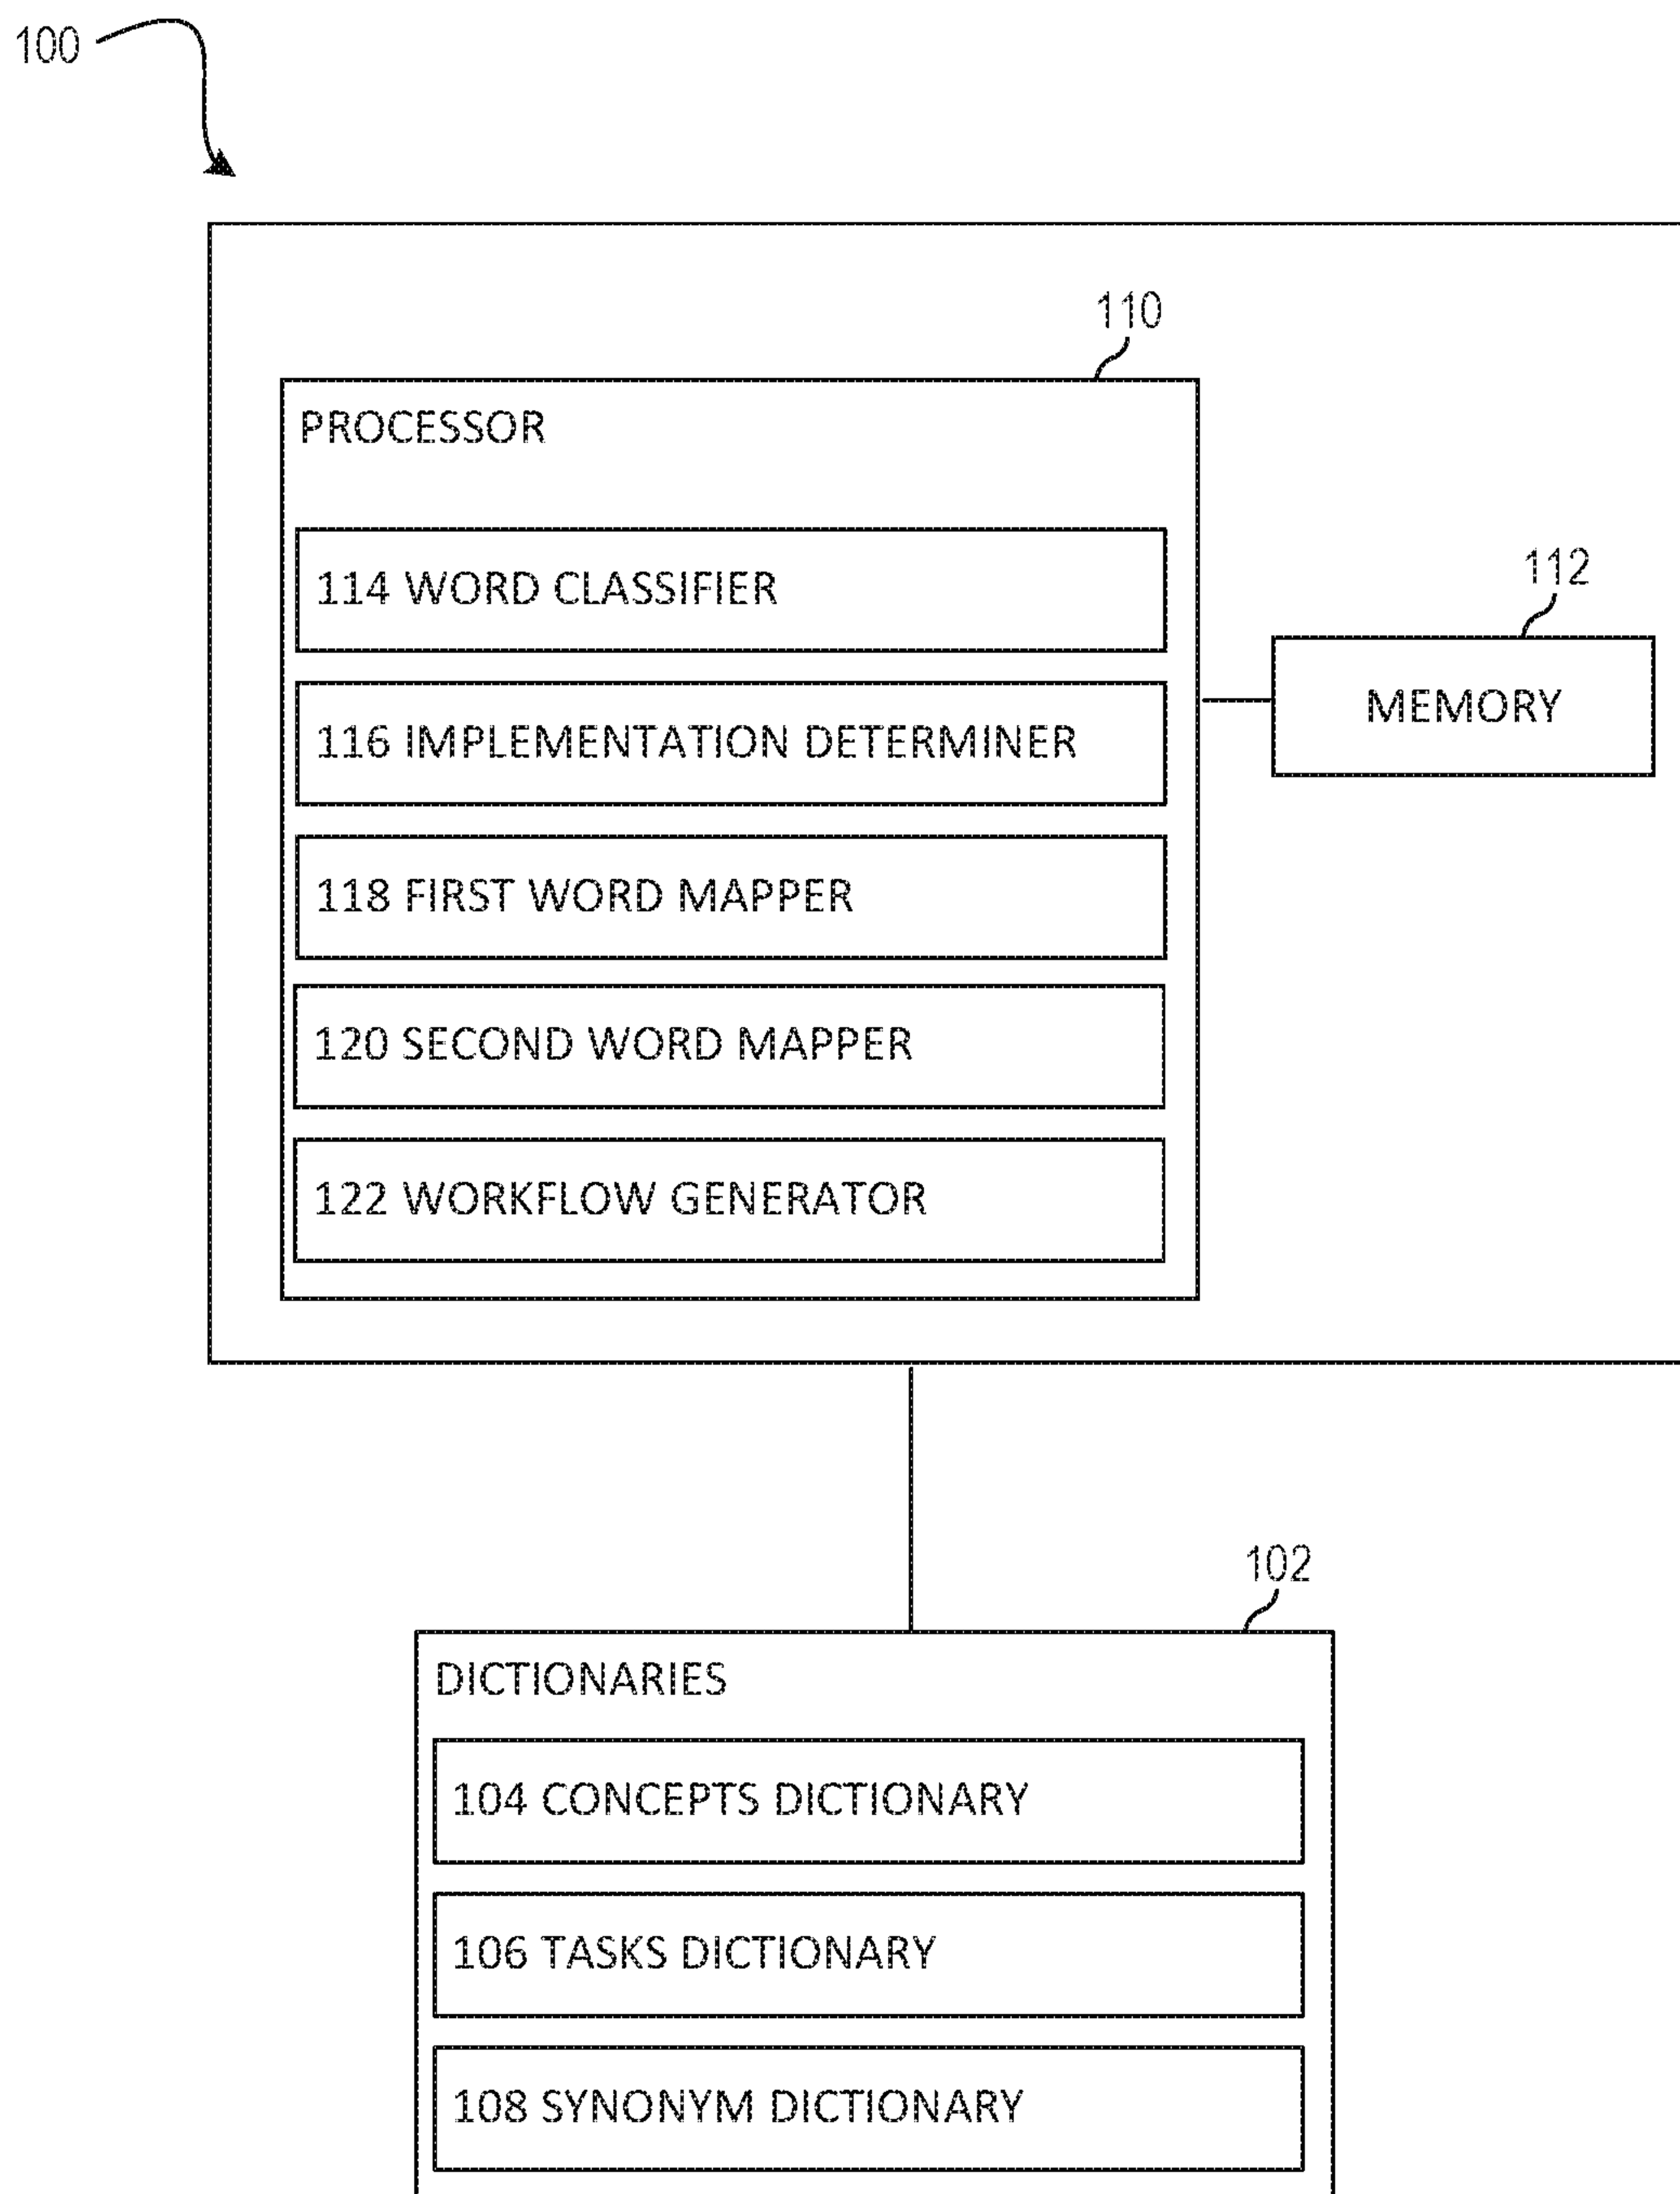 100
110
PROCESSOR
114 WORD CLASSIFIER
112
116 IMPLEMENTATION DETERMINER
MEMORY
118 FIRST WORD MAPPER
120 SECOND WORD MAPPER
122 WORKFLOW GENERATOR
102
DICTIONARIES
104 CONCEPTS DICTIONARY
106 TASKS DICTIONARY
108 SYNONYM DICTIONARY